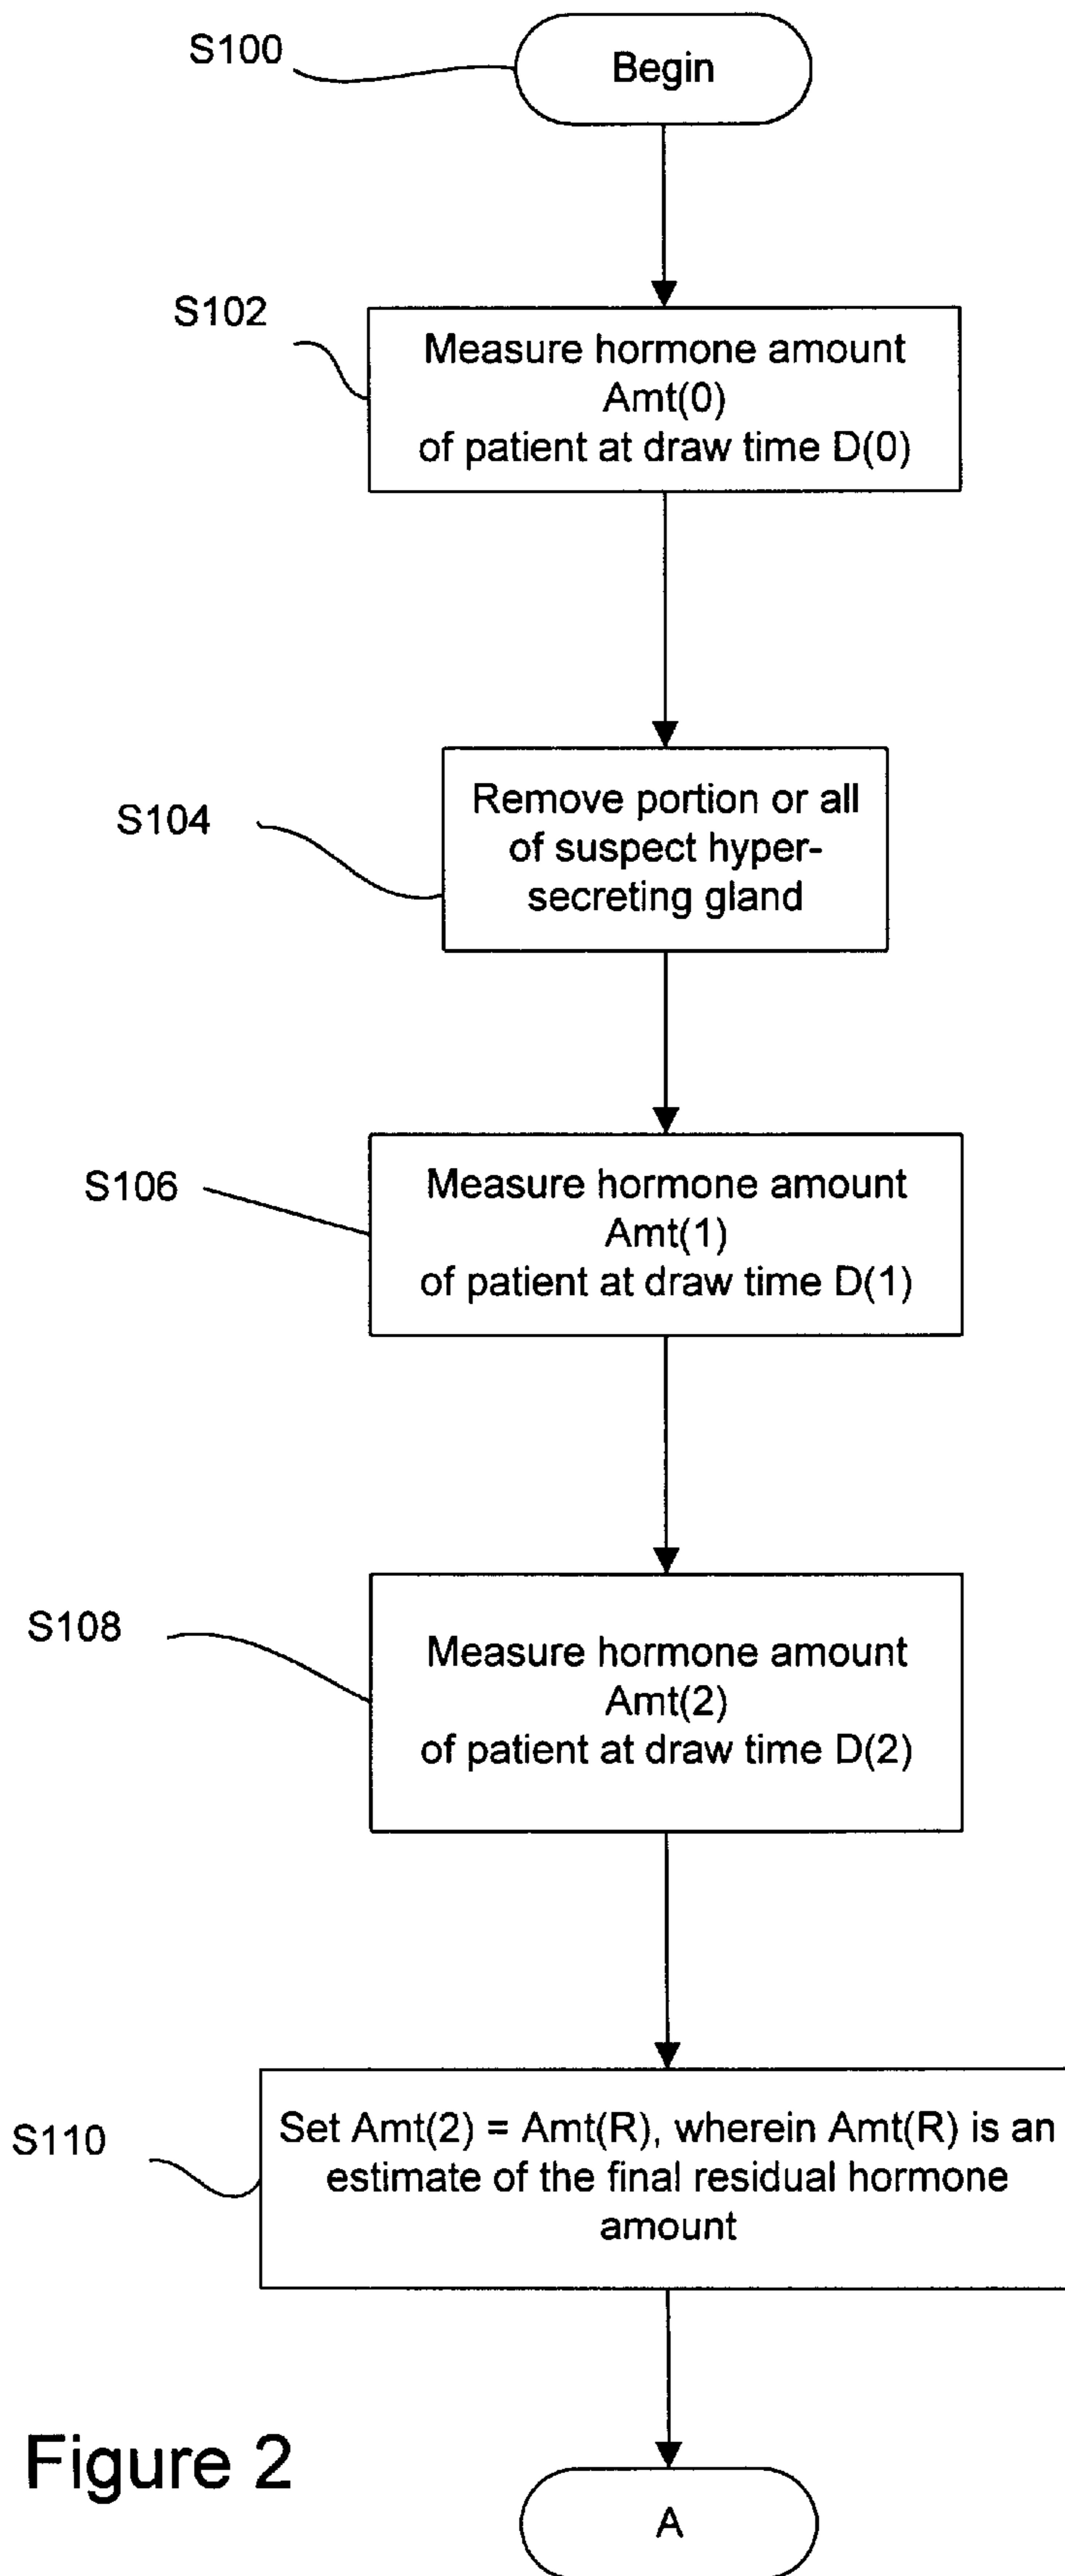 S100
Begin
S102
Measure hormone amount
Amt(0)
of patient at draw time D(0)
S104
Remove portion or all
of suspect hyper-
secreting gland
S106
Measure hormone amount
Amt(1)
of patient at draw time D(1)
S108
Measure hormone amount
Amt(2)
of patient at draw time D(2)
S110
Set Amt(2) = Amt(R), wherein Amt(R) is an
estimate of the final residual hormone
amount
Figure 2
A